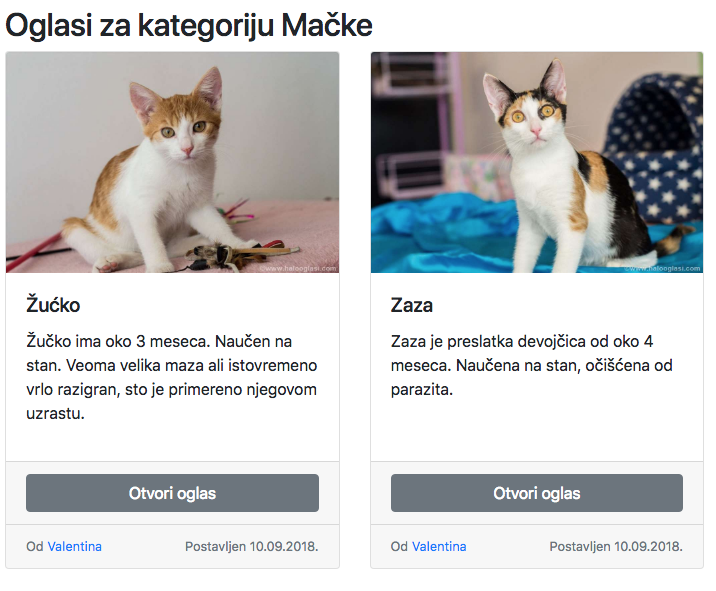 Oglasi za kategoriju Mačke
©www.halooglasi.com
Žućko
Žučko ima oko 3 meseca. Naučen na
stan. Veoma velika maza ali istovremeno
vrlo razigran, sto je primereno njegovom
uzrastu.
Otvori oglas
Od Valentina Postavljen 10.09.2018.
©www.halooglasi.com
Zaza
Zaza je preslatka devojčica od oko 4
meseca. Naučena na stan, očišćena od
parazita.
Otvori oglas
Od Valentina Postavljen 10.09.2018.